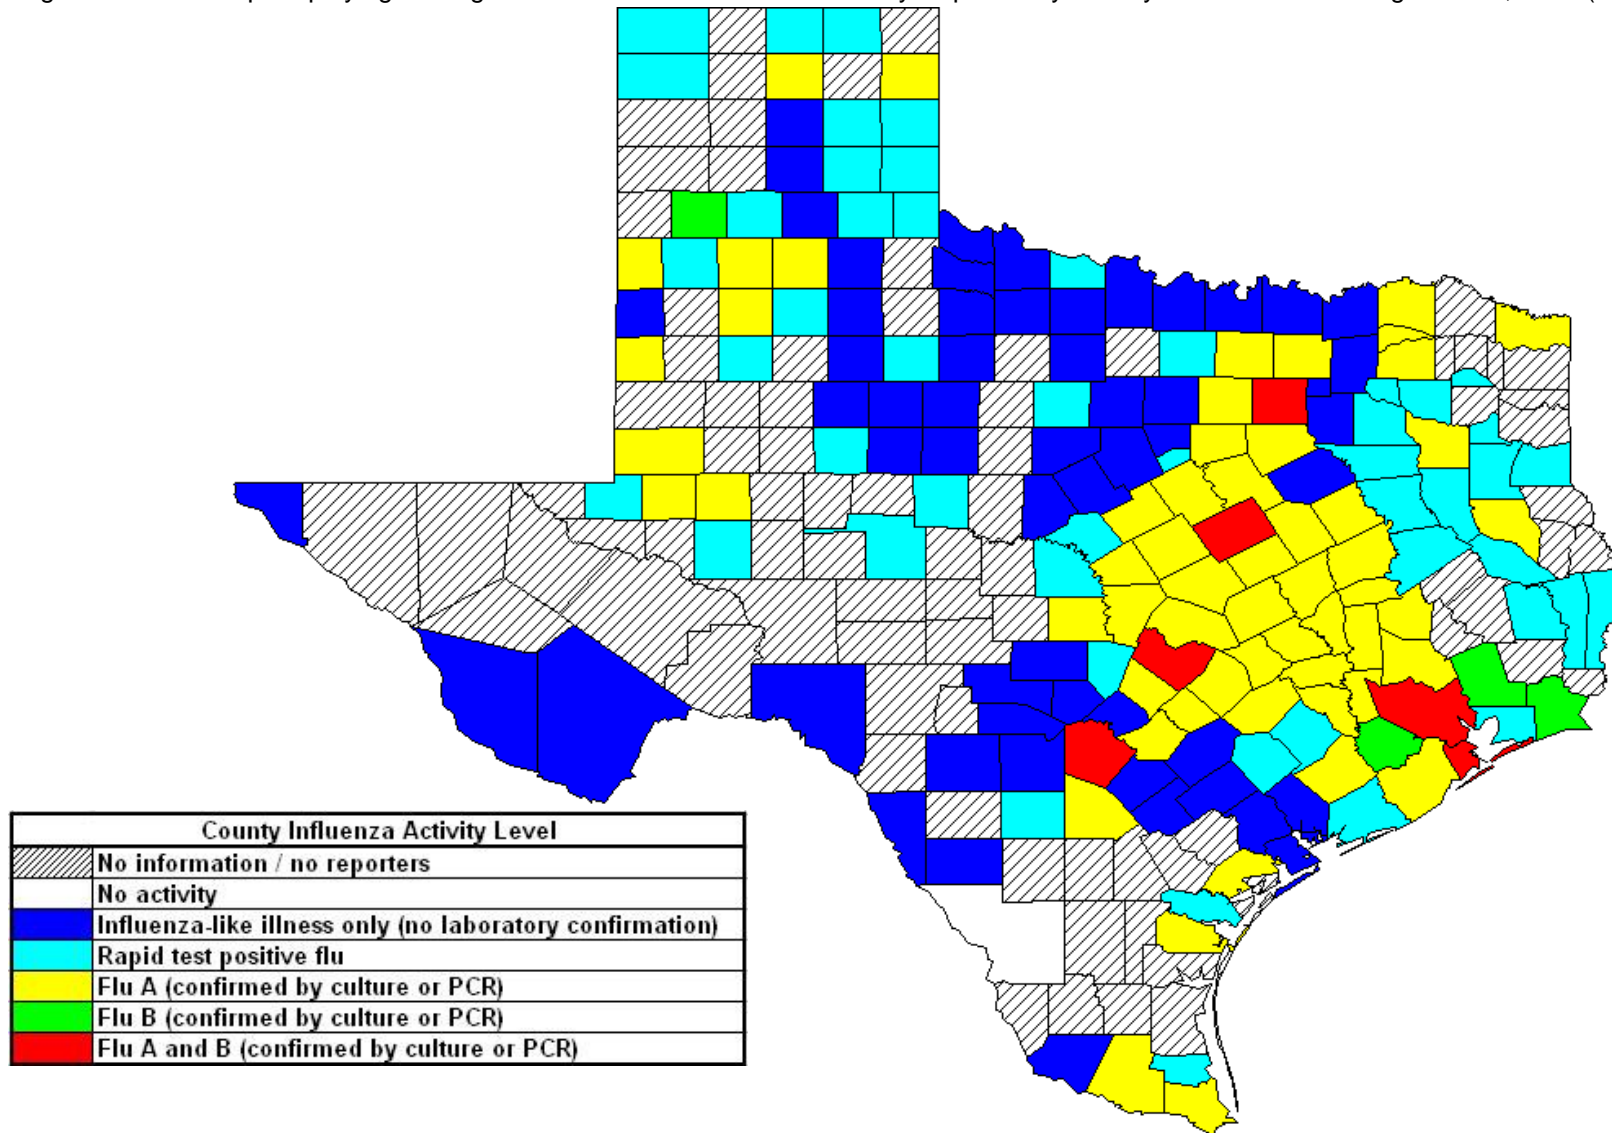 County Influenza Activity Level
No information / no reporters
No activity
Influenza-like illness only (no laboratory confirmation)
Rapid test positive flu
Flu A (confirmed by culture or PCR)
Flu B (confirmed by culture or PCR)
Flu A and B (confirmed by culture or PCR)